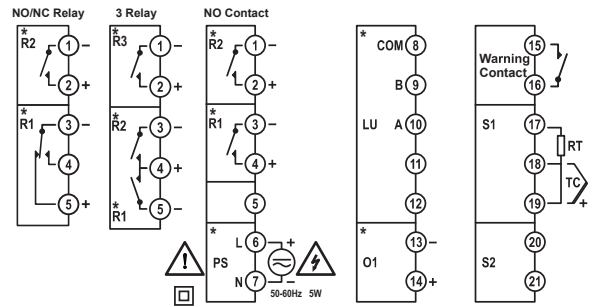 NO/NC Relay
* R2 1 – 2 +
* R1 3 – 4 5 +
3 Relay
* R3 1 – 2 +
* R2 3 – 4 + 5 –
* R1
NO Contact
* R2 1 – 2 +
* R1 3 – 4 +
5
* PS L 6 + N 7 –
50-60Hz 5W
*
COM 8
B 9
LU A 10
11
12
*
13 –
O1
14 +
15
Warning
Contact
16
S1 17
RT
18
TC
19 +
20
S2
21